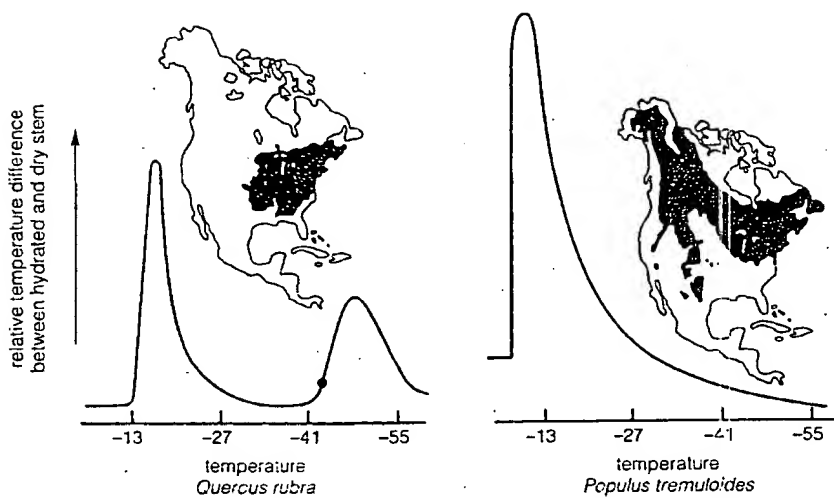 relative temperature difference
between hydrated and dry stem
-13
-27
-41
-55
temperature
Quercus rubra
-13
-27
-41
-55
temperature
Populus tremuloides